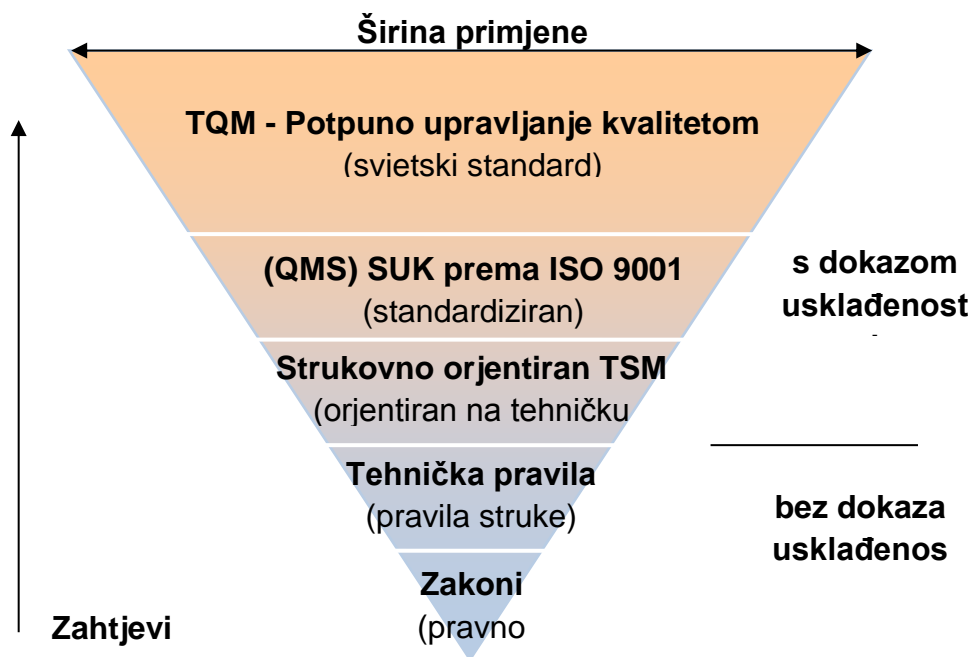 Širina primjene
TQM - Potpuno upravljanje kvalitetom
(svjetski standard)
(QMS) SUK prema ISO 9001
(standardiziran)
s dokazom
usklađenost
Strukovno orjentiran TSM
(orjentiran na tehničku
Tehnička pravila
(pravila struke)
bez dokaza
usklađenos
Zakoni
(pravno
Zahtjevi